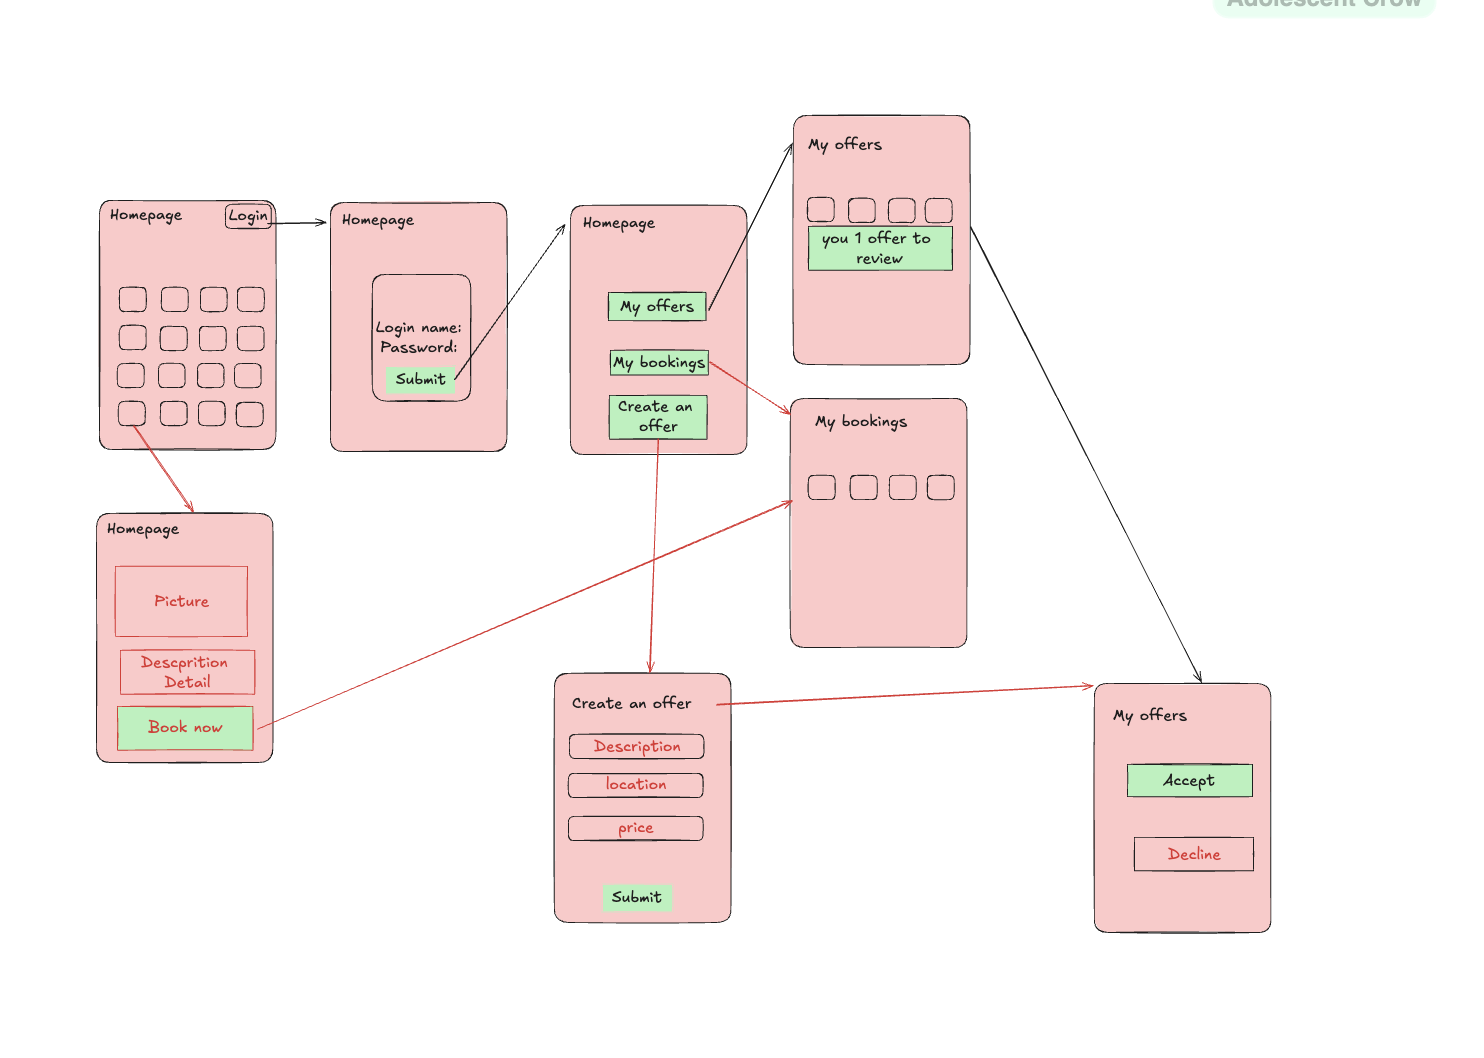 Adolescent Crow
Homepage
Login
Homepage
Login name:
Password:
Submit
Homepage
My offers
My bookings
Create an
offer
My offers
you 1 offer to
review
My bookings
Homepage
Picture
Descprition
Detail
Book now
Create an offer
Description
location
price
Submit
My offers
Accept
Decline